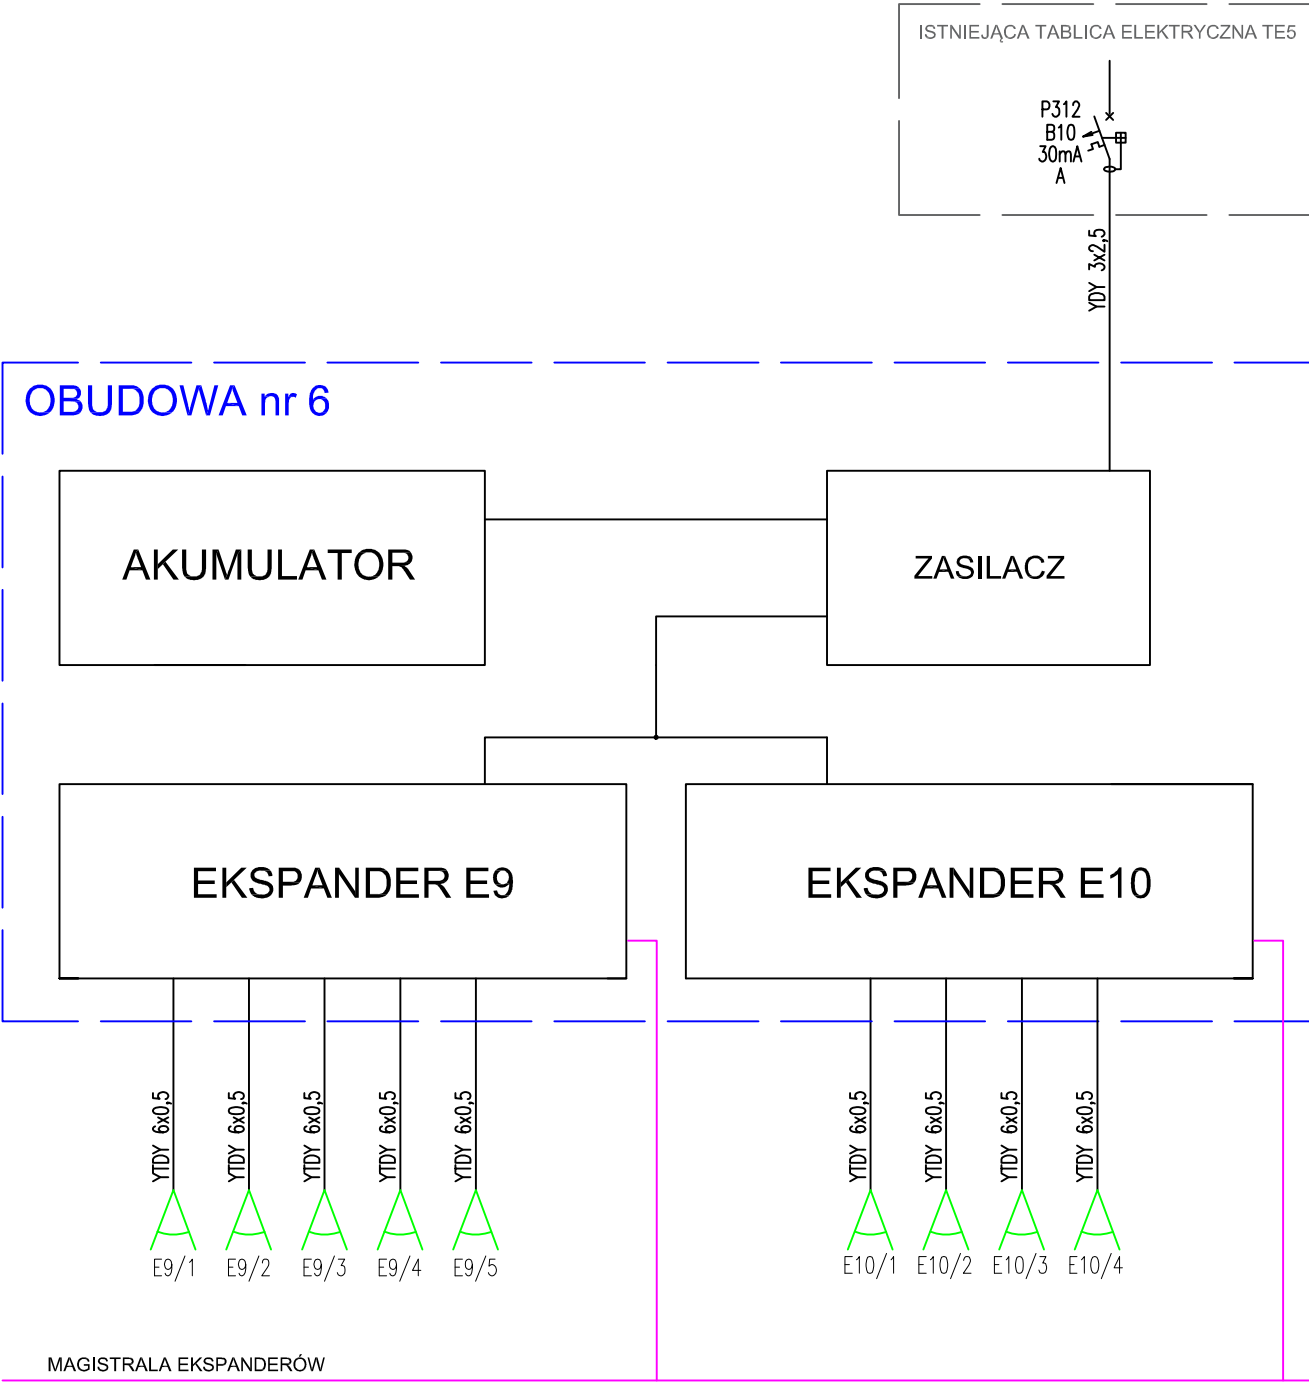 ISTNIEJĄCA TABLICA ELEKTRYCZNA TE5
P312
B10
30mA
A
YDY 3x2,5
OBUDOWA nr 6
AKUMULATOR
ZASILACZ
EKSPANDER E9
EKSPANDER E10
YTDY 6x0,5
YTDY 6x0,5
YTDY 6x0,5
YTDY 6x0,5
YTDY 6x0,5
YTDY 6x0,5
YTDY 6x0,5
YTDY 6x0,5
YTDY 6x0,5
E9/1
E9/2
E9/3
E9/4
E9/5
E10/1
E10/2
E10/3
E10/4
MAGISTRALA EKSPANDERÓW